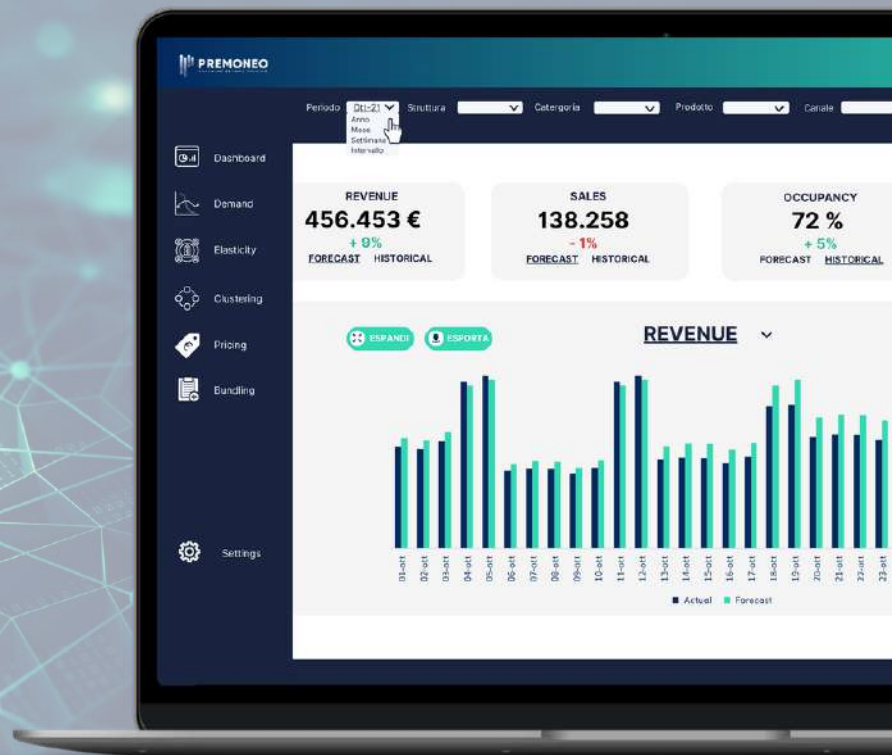 PREMONEO
Periodo Ott-21 Struttura Catergoria Prodotto Canale
Anno
Mese
Settimana
Intervallo
Dashboard
Demand
Elasticity
Clustering
Pricing
Bundling
Settings
REVENUE
456.453 €
+ 9%
FORECAST HISTORICAL
SALES
138.258
- 1%
FORECAST HISTORICAL
OCCUPANCY
72 %
+ 5%
FORECAST HISTORICAL
ESPANDI
ESPORTA
REVENUE
01-ott 02-ott 03-ott 04-ott 05-ott 06-ott 07-ott 08-ott 09-ott 10-ott 11-ott 12-ott 13-ott 14-ott 15-ott 16-ott 17-ott 18-ott 19-ott 20-ott 21-ott 22-ott 23-ott
Actual Forecast